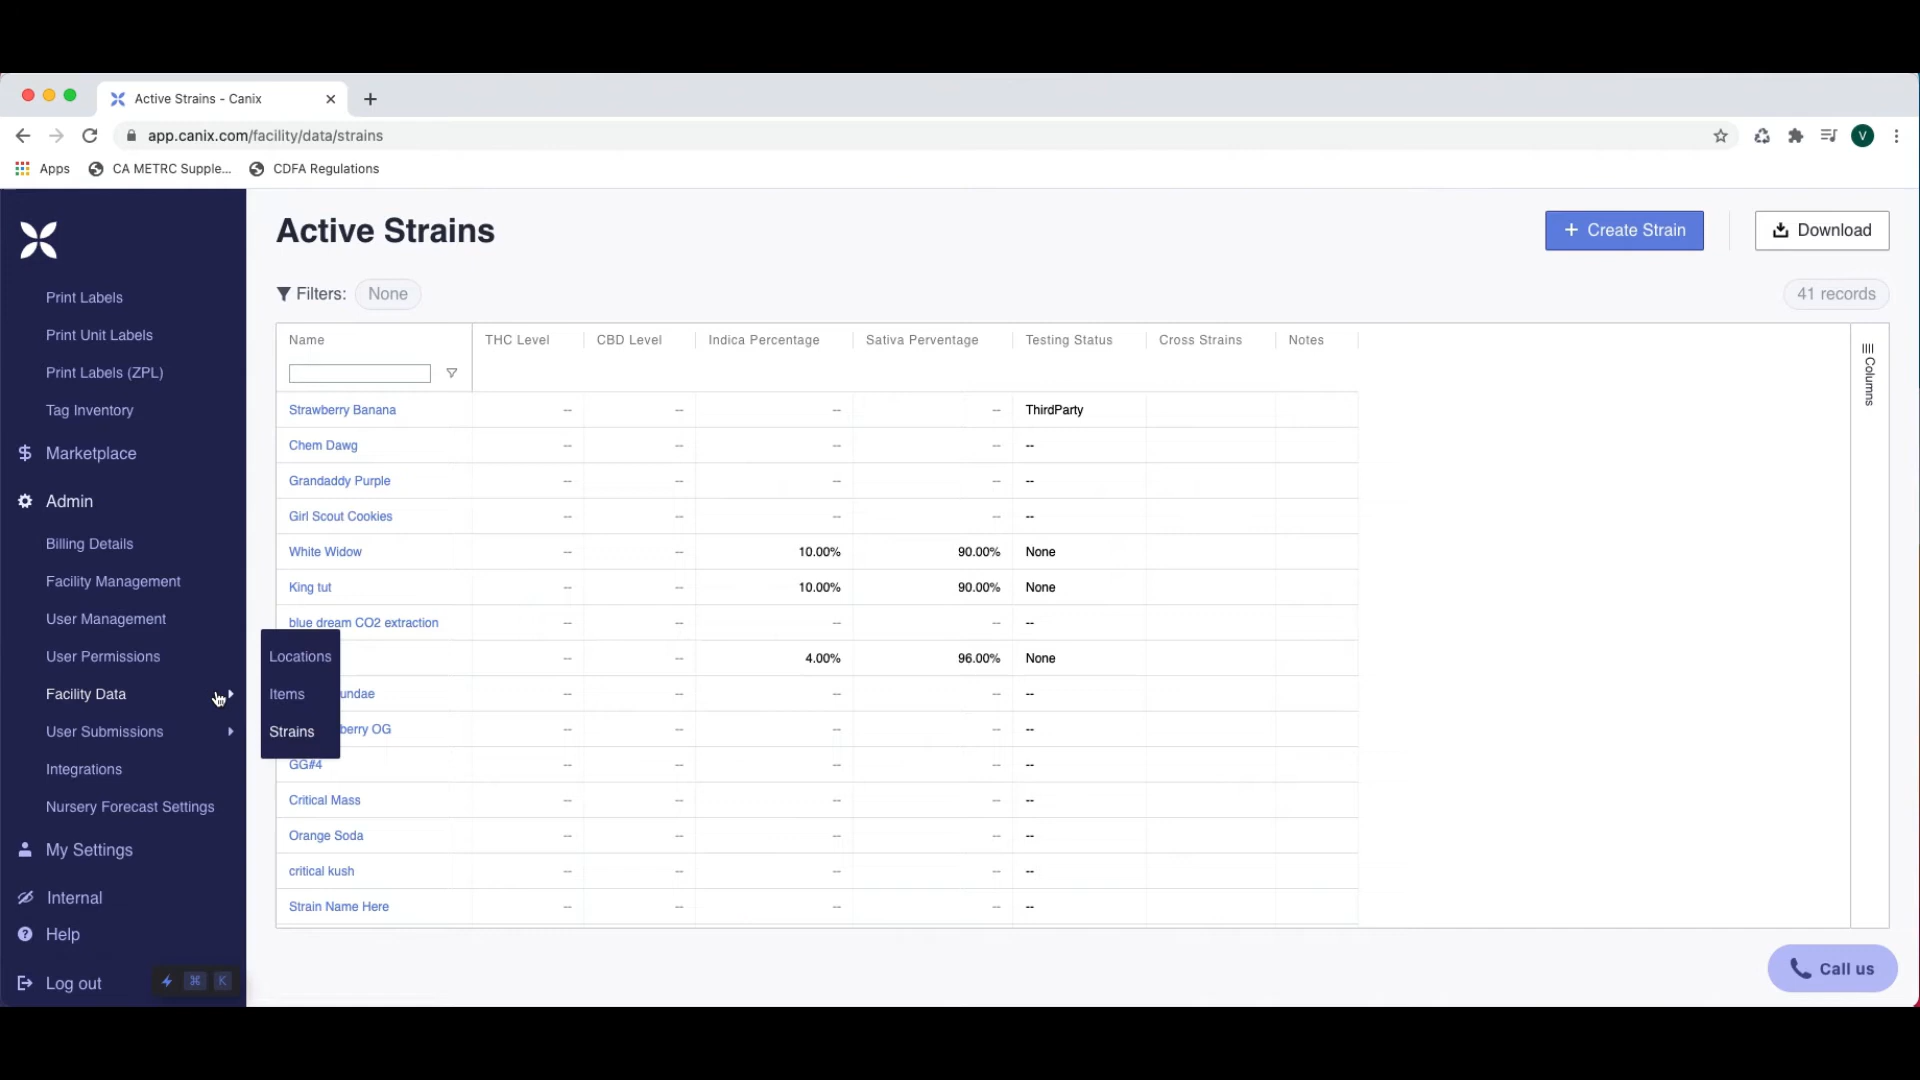 Active Strains - Canix
app.canix.com/facility/data/strains
V
Apps
CA METRC Supple...
CDFA Regulations
Print Labels
Print Unit Labels
Print Labels (ZPL)
Tag Inventory
Marketplace
Admin
Billing Details
Facility Management
User Management
User Permissions
Facility Data
User Submissions
Integrations
Nursery Forecast Settings
My Settings
Internal
Help
Log out
⌘ K
Locations
Items
Strains
Active Strains
+ Create Strain
Download
Filters: None
41 records
Name THC Level CBD Level Indica Percentage Sativa Perventage Testing Status Cross Strains Notes
Columns
Strawberry Banana -- -- -- -- ThirdParty
Chem Dawg -- -- -- -- --
Grandaddy Purple -- -- -- -- --
Girl Scout Cookies -- -- -- -- --
White Widow -- -- 10.00% 90.00% None
King tut -- -- 10.00% 90.00% None
blue dream CO2 extraction -- -- -- -- --
-- -- 4.00% 96.00% None
undae -- -- -- -- --
berry OG -- -- -- -- --
GG#4 -- -- -- -- --
Critical Mass -- -- -- -- --
Orange Soda -- -- -- -- --
critical kush -- -- -- -- --
Strain Name Here -- -- -- -- --
Call us